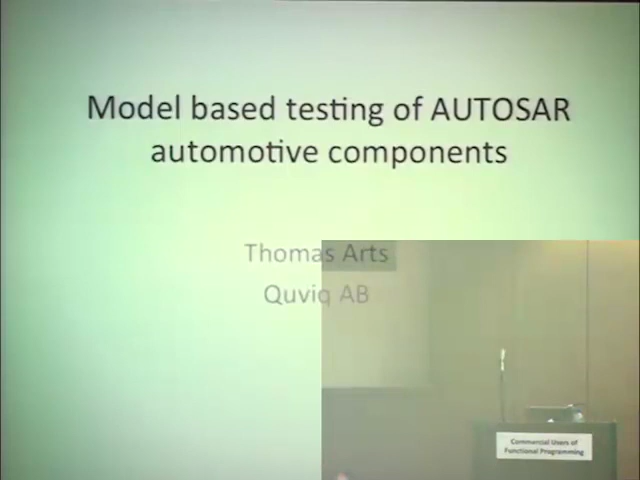 Model based testing of AUTOSAR
automotive components
Thomas Arts
Quviq AB
Commercial Users of
Functional Programming